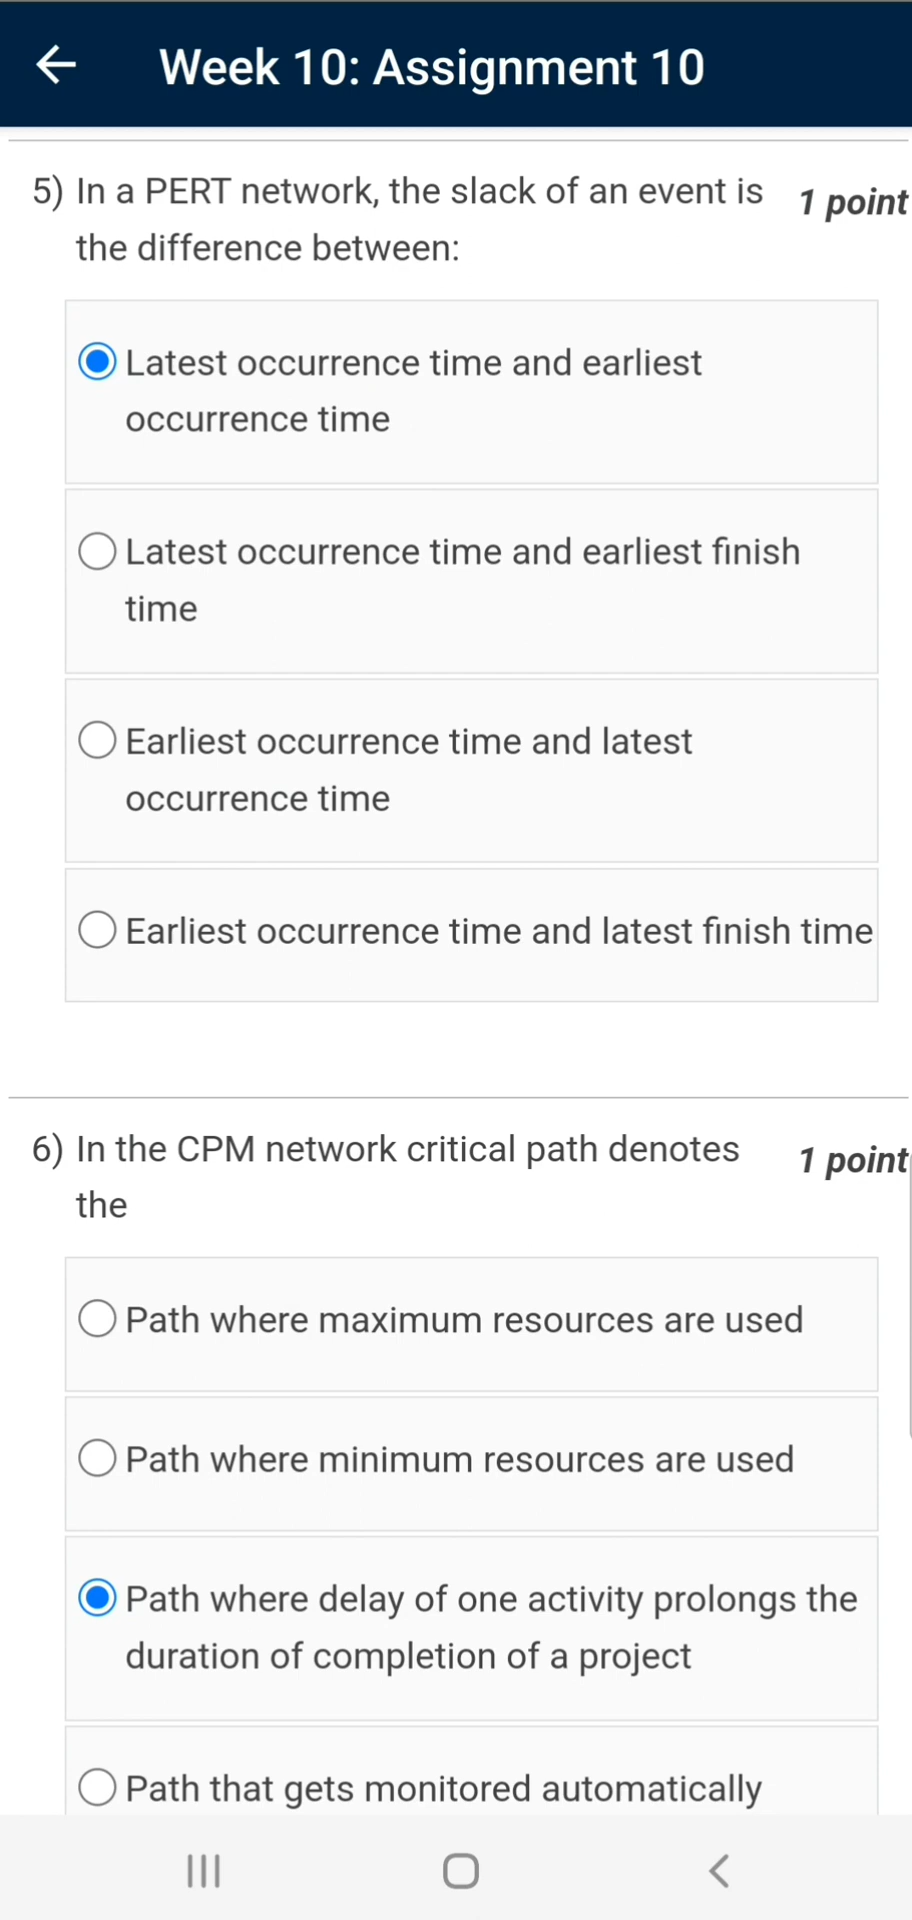 Week 10: Assignment 10
5) In a PERT network, the slack of an event is 1 point
the difference between:
Latest occurrence time and earliest
occurrence time
Latest occurrence time and earliest finish
time
Earliest occurrence time and latest
occurrence time
Earliest occurrence time and latest finish time
6) In the CPM network critical path denotes 1 point
the
Path where maximum resources are used
Path where minimum resources are used
Path where delay of one activity prolongs the
duration of completion of a project
Path that gets monitored automatically